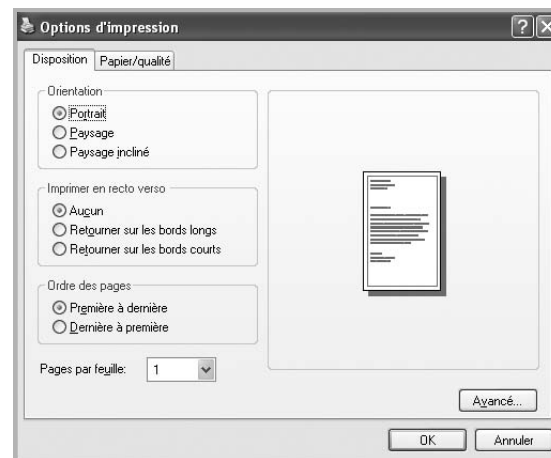 Options d'impression
Disposition Papier/qualité
Orientation
Portrait
Paysage
Paysage incliné
Imprimer en recto verso
Aucun
Retourner sur les bords longs
Retourner sur les bords courts
Ordre des pages
Première à dernière
Dernière à première
Pages par feuille: 1
Avancé...
OK Annuler